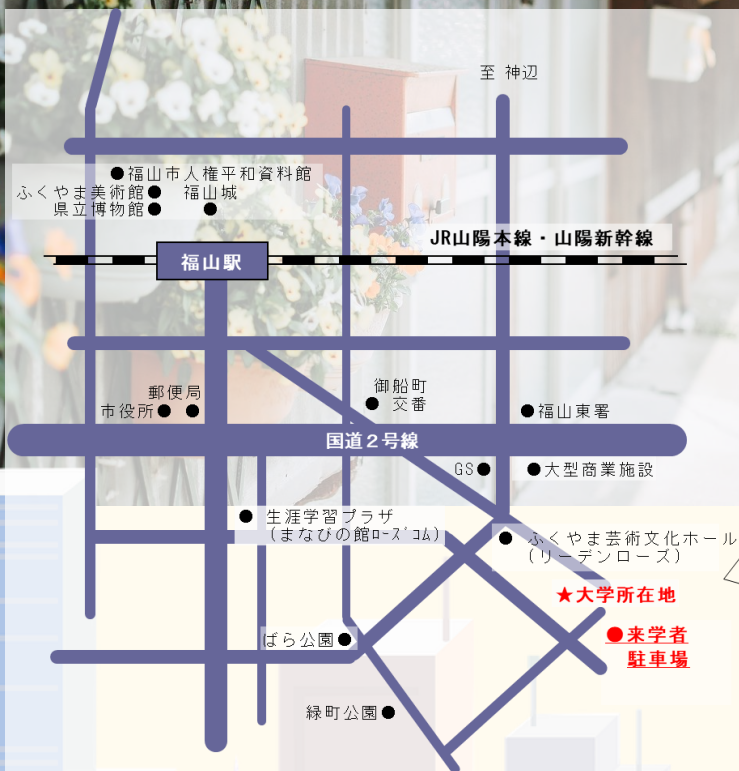 至 神辺
●福山市人権平和資料館
ふくやま美術館● 福山城
県立博物館● ●
JR山陽本線・山陽新幹線
福山駅
郵便局
市役所● ●
御船町
● 交番
●福山東署
国道2号線
GS●
●大型商業施設
● 生涯学習プラザ
(まなびの館ローズコム)
● ふくやま芸術文化ホール
(リーデンローズ)
★大学所在地
●来学者
駐車場
ばら公園●
緑町公園●